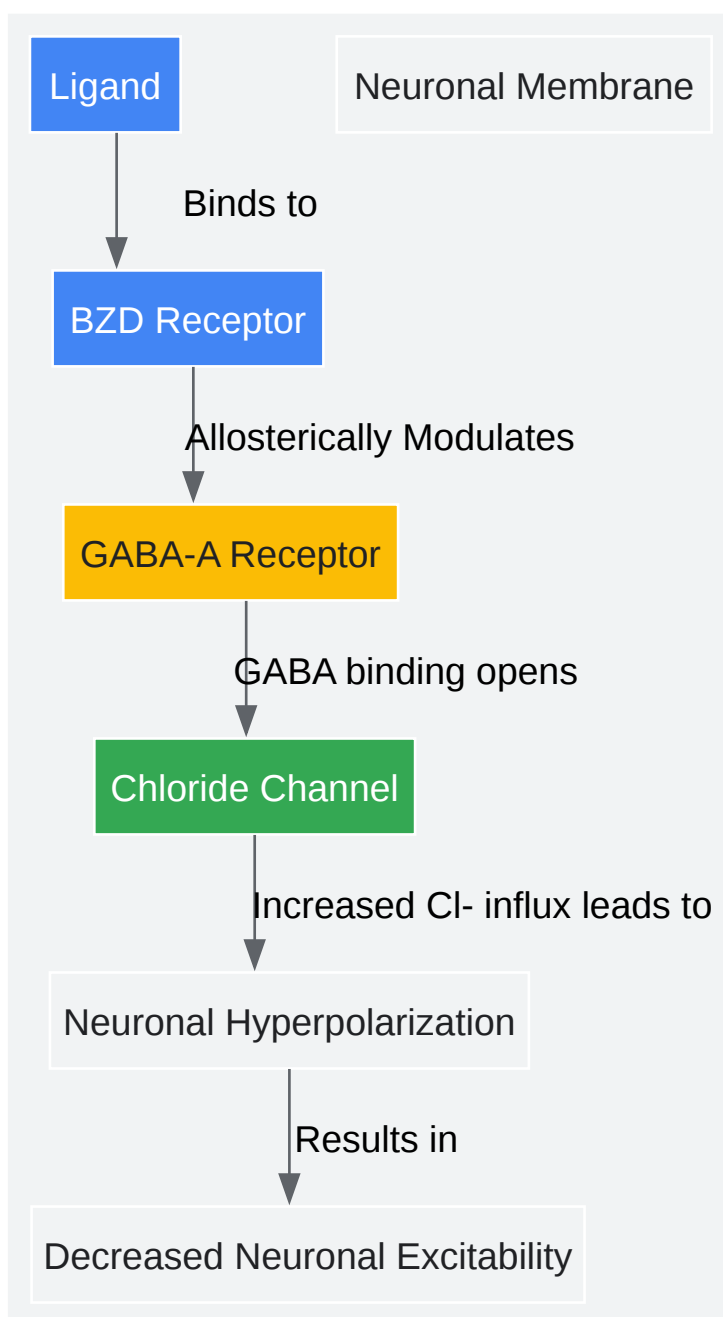 Ligand
Neuronal Membrane
Binds to
BZD Receptor
Allosterically Modulates
GABA-A Receptor
GABA binding opens
Chloride Channel
Increased Cl- influx leads to
Neuronal Hyperpolarization
Results in
Decreased Neuronal Excitability